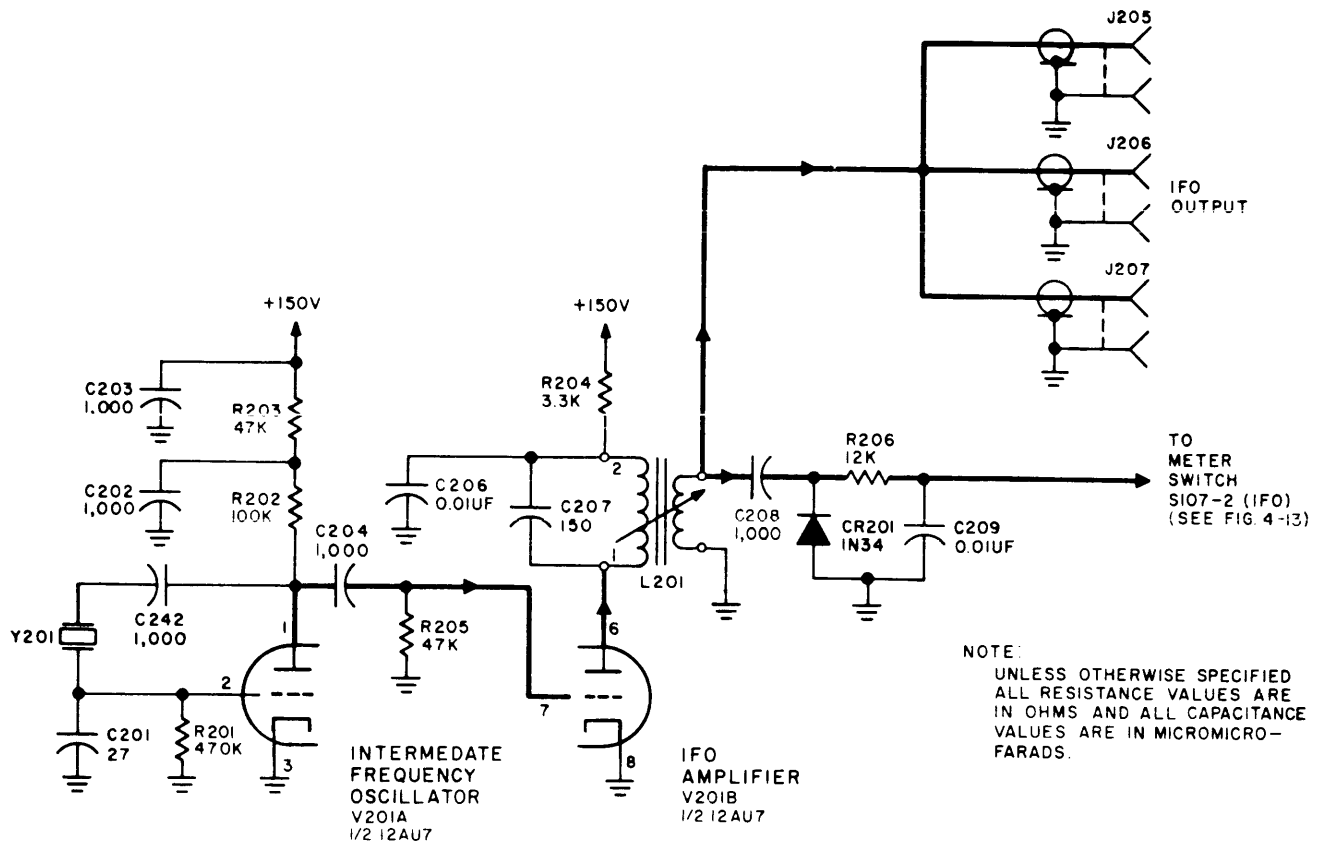 J205
J206
IFO
OUTPUT
J207
+150V
+150V
C203
1,000
R203
47K
R204
3.3K
C202
1,000
R202
100K
C204
1,000
2
C206
0.01UF
C207
150
1
L201
C208
1,000
R206
12K
CR201
1N34
C209
0.01UF
TO
METER
SWITCH
S107-2 (IFO)
(SEE FIG. 4-13)
Y201
C242
1,000
1
R205
47K
6
2
7
C201
27
R201
470K
3
8
INTERMEDATE
FREQUENCY
OSCILLATOR
V201A
1/2 12AU7
IFO
AMPLIFIER
V201B
1/2 12AU7
NOTE:
UNLESS OTHERWISE SPECIFIED
ALL RESISTANCE VALUES ARE
IN OHMS AND ALL CAPACITANCE
VALUES ARE IN MICROMICRO-
FARADS.